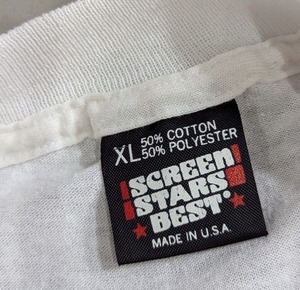 XL 50% COTTON
50% POLYESTER
SCREEN
STARS
BEST®
MADE IN U.S.A.